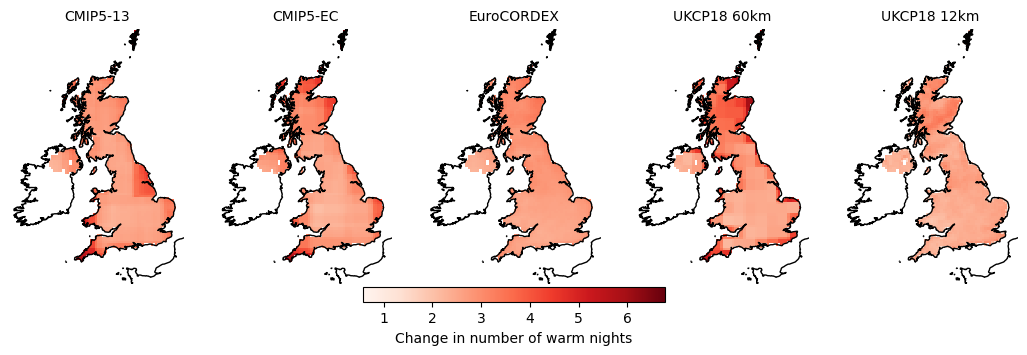 CMIP5-13 CMIP5-EC EuroCORDEX UKCP18 60km UKCP18 12km
1 2 3 4 5 6
Change in number of warm nights